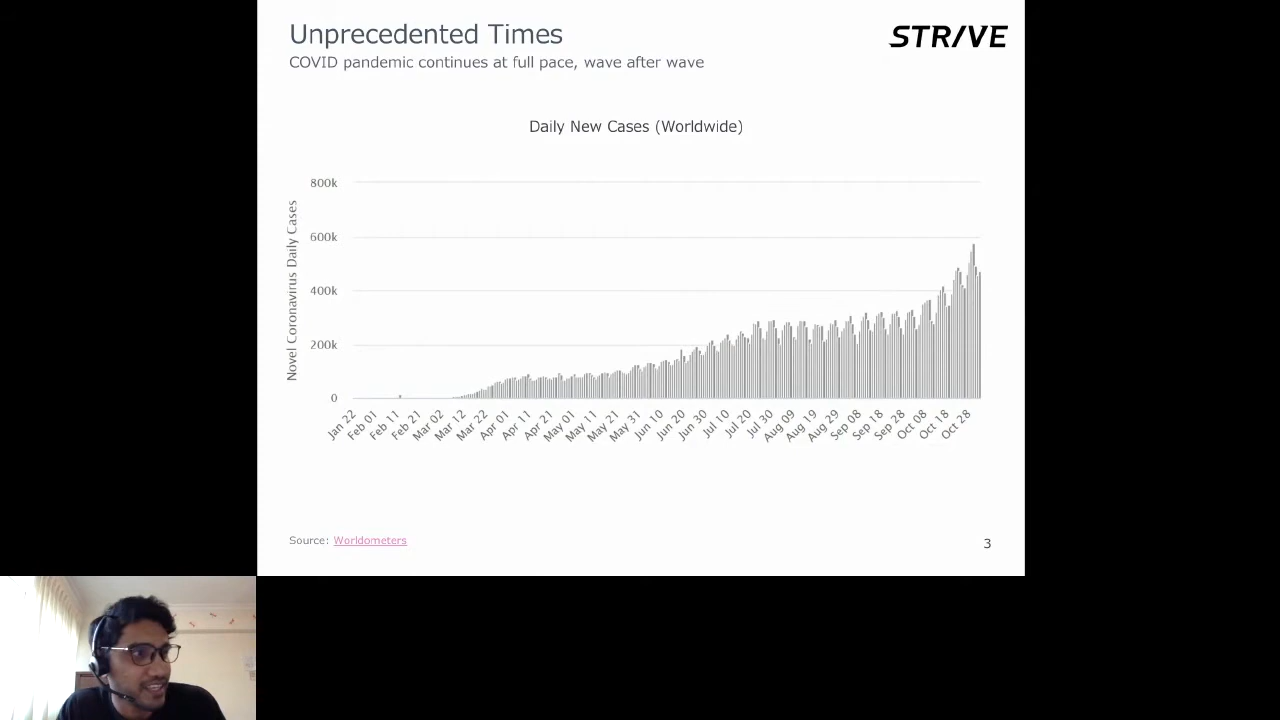 Unprecedented Times
STRIVE
COVID pandemic continues at full pace, wave after wave
Daily New Cases (Worldwide)
Novel Coronavirus Daily Cases
800k
600k
400k
200k
0
Jan 22
Feb 01
Feb 11
Feb 21
Mar 02
Mar 12
Mar 22
Apr 01
Apr 11
Apr 21
May 01
May 11
May 21
May 31
Jun 10
Jun 20
Jun 30
Jul 10
Jul 20
Jul 30
Aug 09
Aug 19
Aug 29
Sep 08
Sep 18
Sep 28
Oct 08
Oct 18
Oct 28
Source: Worldometers
3